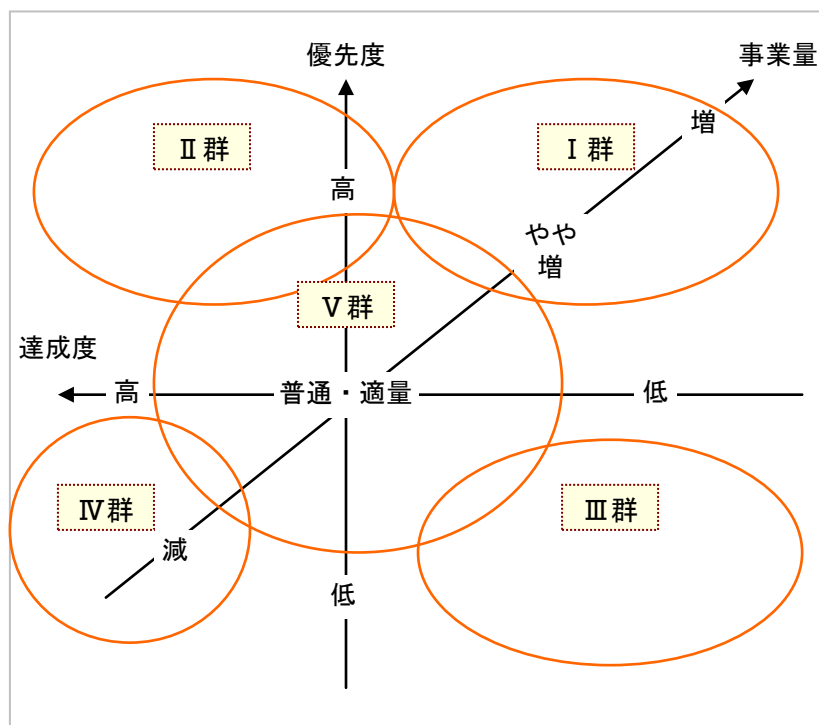 優先度
事業量
増
Ⅱ群
Ⅰ群
高
やや
増
Ⅴ群
達成度
高
普通・適量
低
Ⅳ群
Ⅲ群
減
低